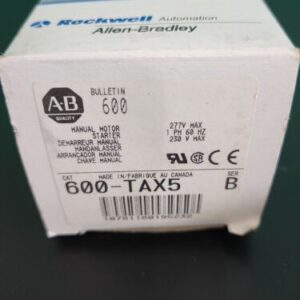 Rockwell Automation
Allen-Bradley
A-B
QUALITY
BULLETIN
600
MANUAL MOTOR
STARTER
DEMARREUR MANUEL
HANDANLASSER
ARRANCADOR MANUAL
CHAVE MANUAL
277V MAX
1 PH 60 HZ
230 V MAX
UL
CE
CAT
MADE IN/FABRIQUE AU CANADA
SER
600-TAX5
B